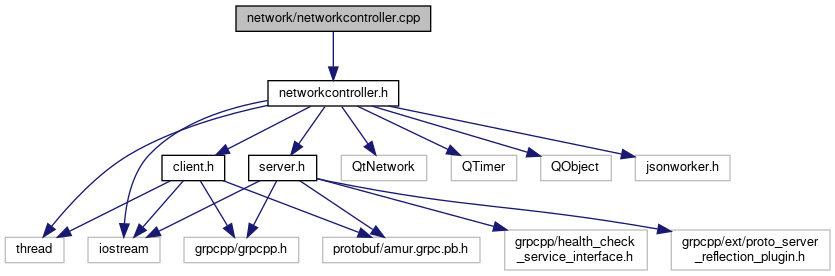 network/networkcontroller.cpp
networkcontroller.h
client.h
server.h
QtNetwork
QTimer
QObject
jsonworker.h
thread
iostream
grpcpp/grpcpp.h
protobuf/amur.grpc.pb.h
grpcpp/health_check
_service_interface.h
grpcpp/ext/proto_server
_reflection_plugin.h